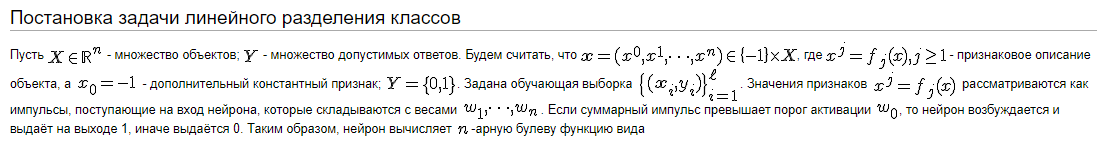 Постановка задачи линейного разделения классов
Пусть X ∈ ℝⁿ - множество объектов; Y - множество допустимых ответов. Будем считать, что x = (x⁰,x¹,⋯,xⁿ) ∈ {−1}×X, где xʲ = fⱼ(x), j ≥ 1 - признаковое описание
объекта, а x₀ = −1 - дополнительный константный признак; Y = {0,1}. Задана обучающая выборка {(xᵢ,yᵢ)}ᵢ₌₁^ℓ. Значения признаков xʲ = fⱼ(x) рассматриваются как
импульсы, поступающие на вход нейрона, которые складываются с весами w₁,⋯,wₙ. Если суммарный импульс превышает порог активации w₀, то нейрон возбуждается и
выдаёт на выходе 1, иначе выдаётся 0. Таким образом, нейрон вычисляет n -арную булеву функцию вида